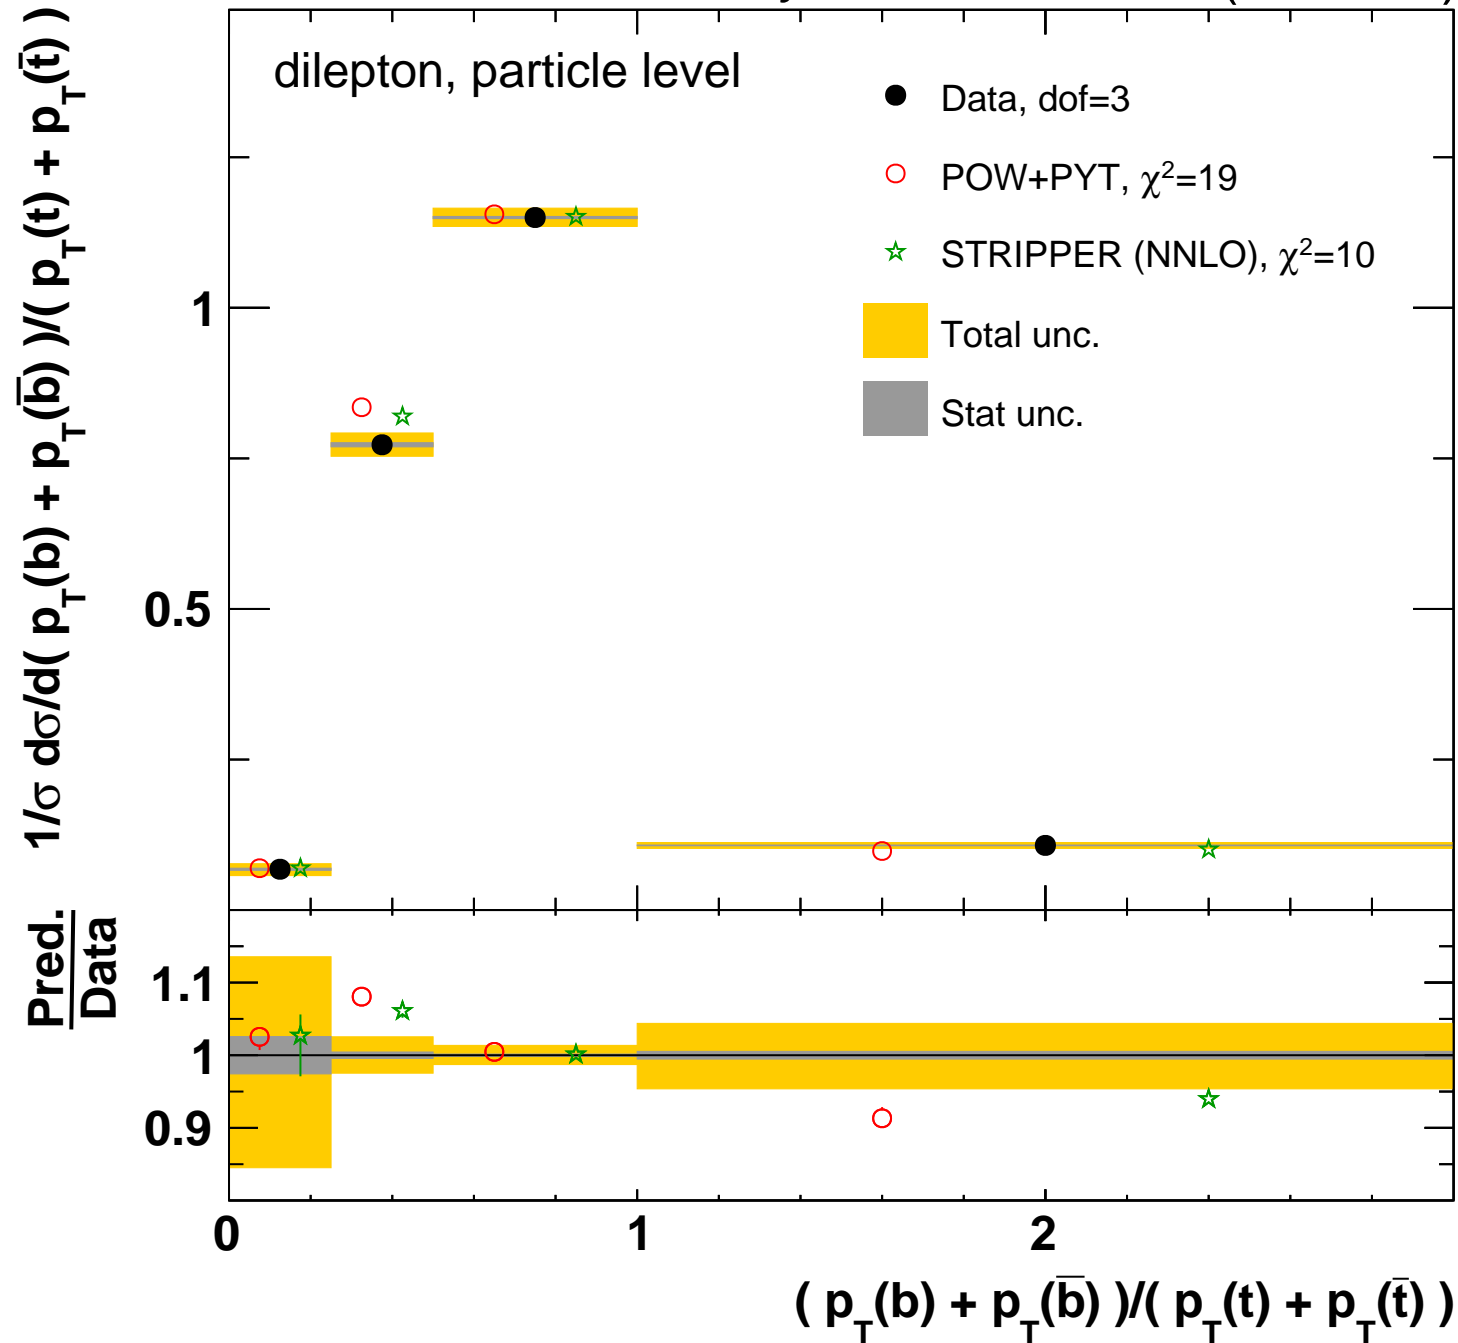 dilepton, particle level
Data, dof=3
POW+PYT, χ²=19
STRIPPER (NNLO), χ²=10
Total unc.
Stat unc.
1/σ dσ/d( p_T(b) + p_T(b̄) )/( p_T(t) + p_T(t̄) )
1
0.5
Pred.
Data
1.1
1
0.9
0
1
2
( p_T(b) + p_T(b̄) )/( p_T(t) + p_T(t̄) )